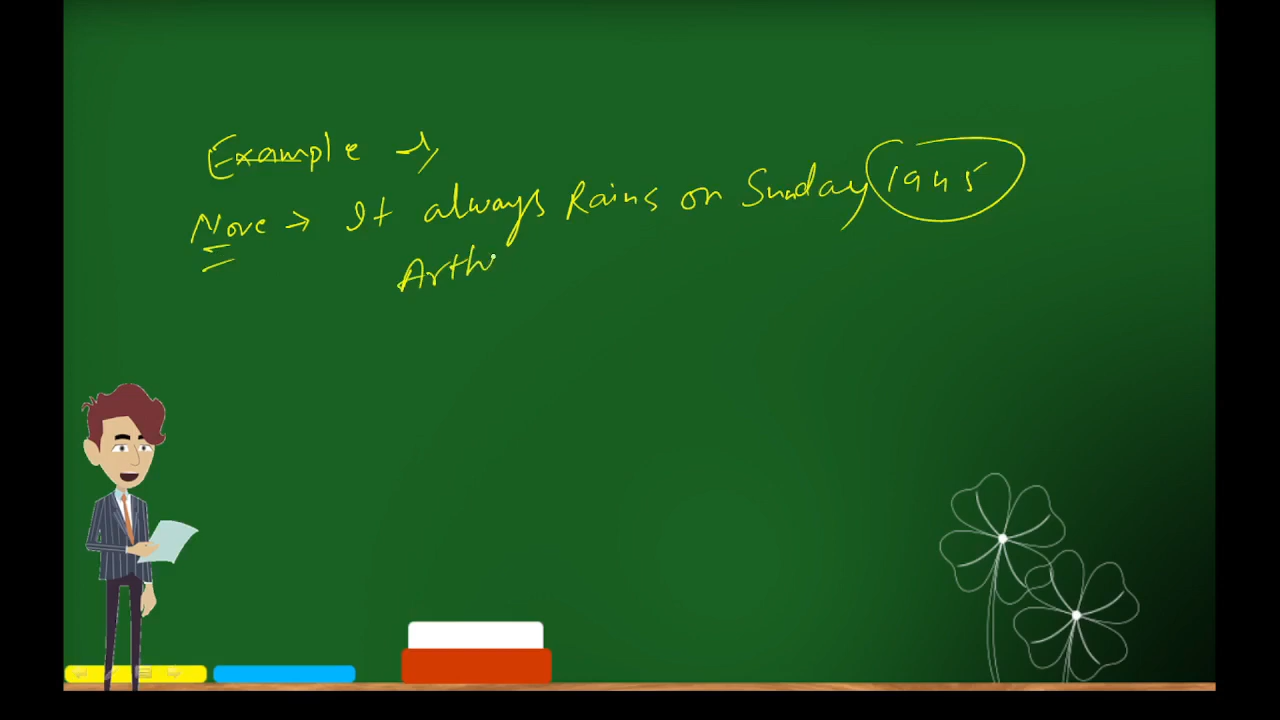 Example →
Nove → It always Rains on Sunday 1945
Arth